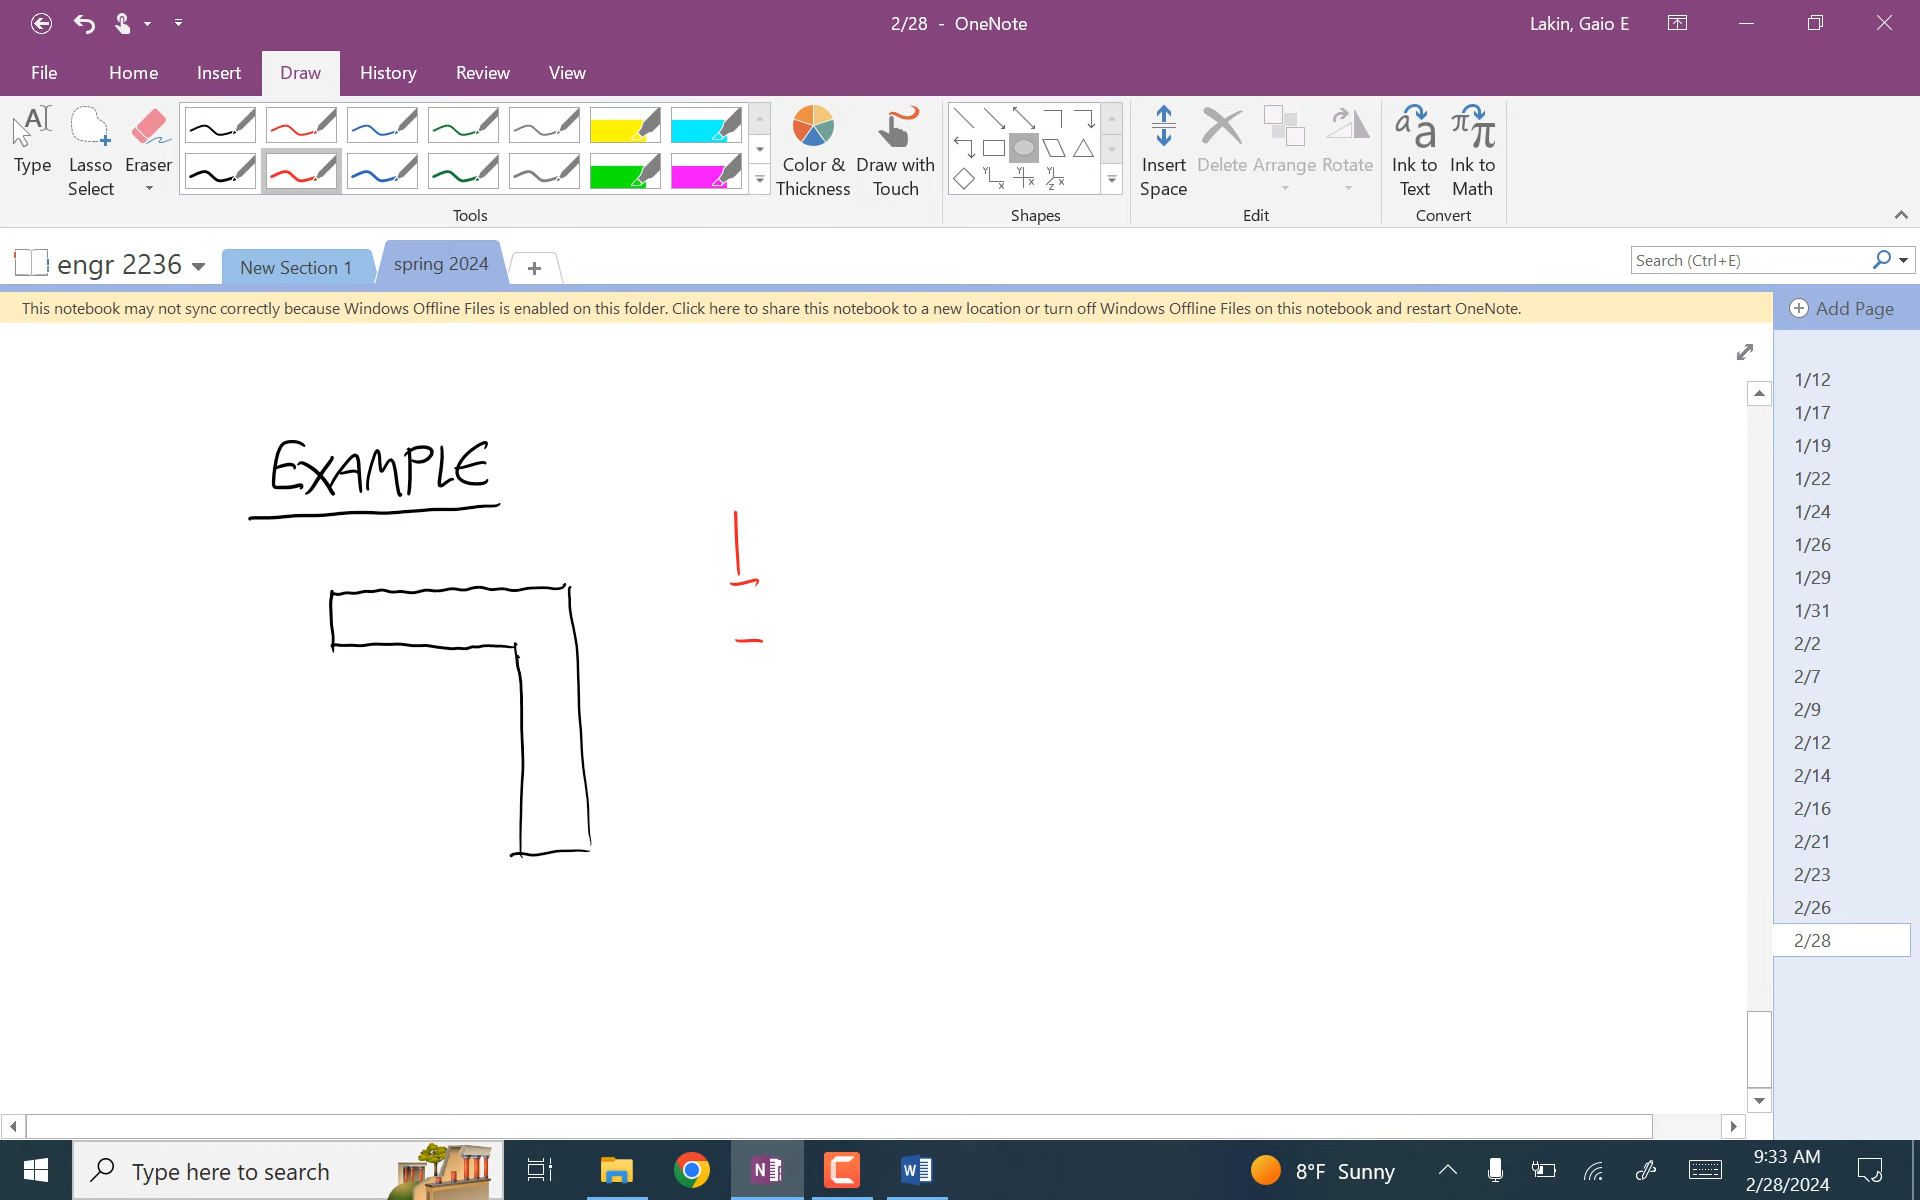 2/28 - OneNote
Lakin, Gaio E
File Home Insert Draw History Review View
Type
Lasso Select
Eraser
Color & Thickness
Draw with Touch
Insert Space
Delete
Arrange
Rotate
Ink to Text
Ink to Math
Tools
Shapes
Edit
Convert
engr 2236
New Section 1
spring 2024
Search (Ctrl+E)
This notebook may not sync correctly because Windows Offline Files is enabled on this folder. Click here to share this notebook to a new location or turn off Windows Offline Files on this notebook and restart OneNote.
Add Page
1/12
1/17
1/19
1/22
1/24
1/26
1/29
1/31
2/2
2/7
2/9
2/12
2/14
2/16
2/21
2/23
2/26
2/28
EXAMPLE
Type here to search
8°F Sunny
9:33 AM
2/28/2024